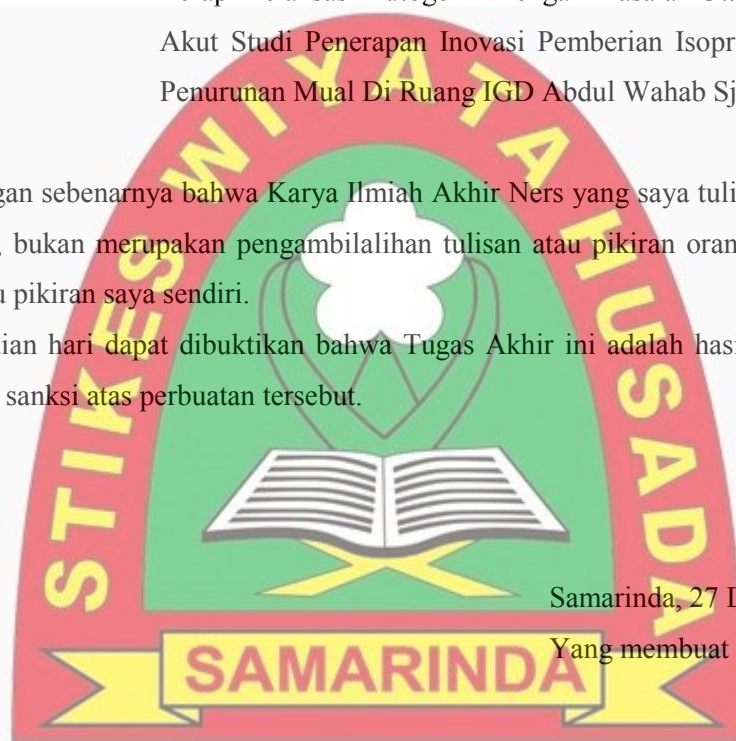 Akut Studi Penerapan Inovasi Pemberian Isopr
Penurunan Mual Di Ruang IGD Abdul Wahab Sj
gan sebenarnya bahwa Karya Ilmiah Akhir Ners yang saya tuli
, bukan merupakan pengambilalihan tulisan atau pikiran oran
u pikiran saya sendiri.
ian hari dapat dibuktikan bahwa Tugas Akhir ini adalah hasi
sanksi atas perbuatan tersebut.
STIKES WIYATA HUSADA
Samarinda, 27 D
Yang membuat
SAMARINDA